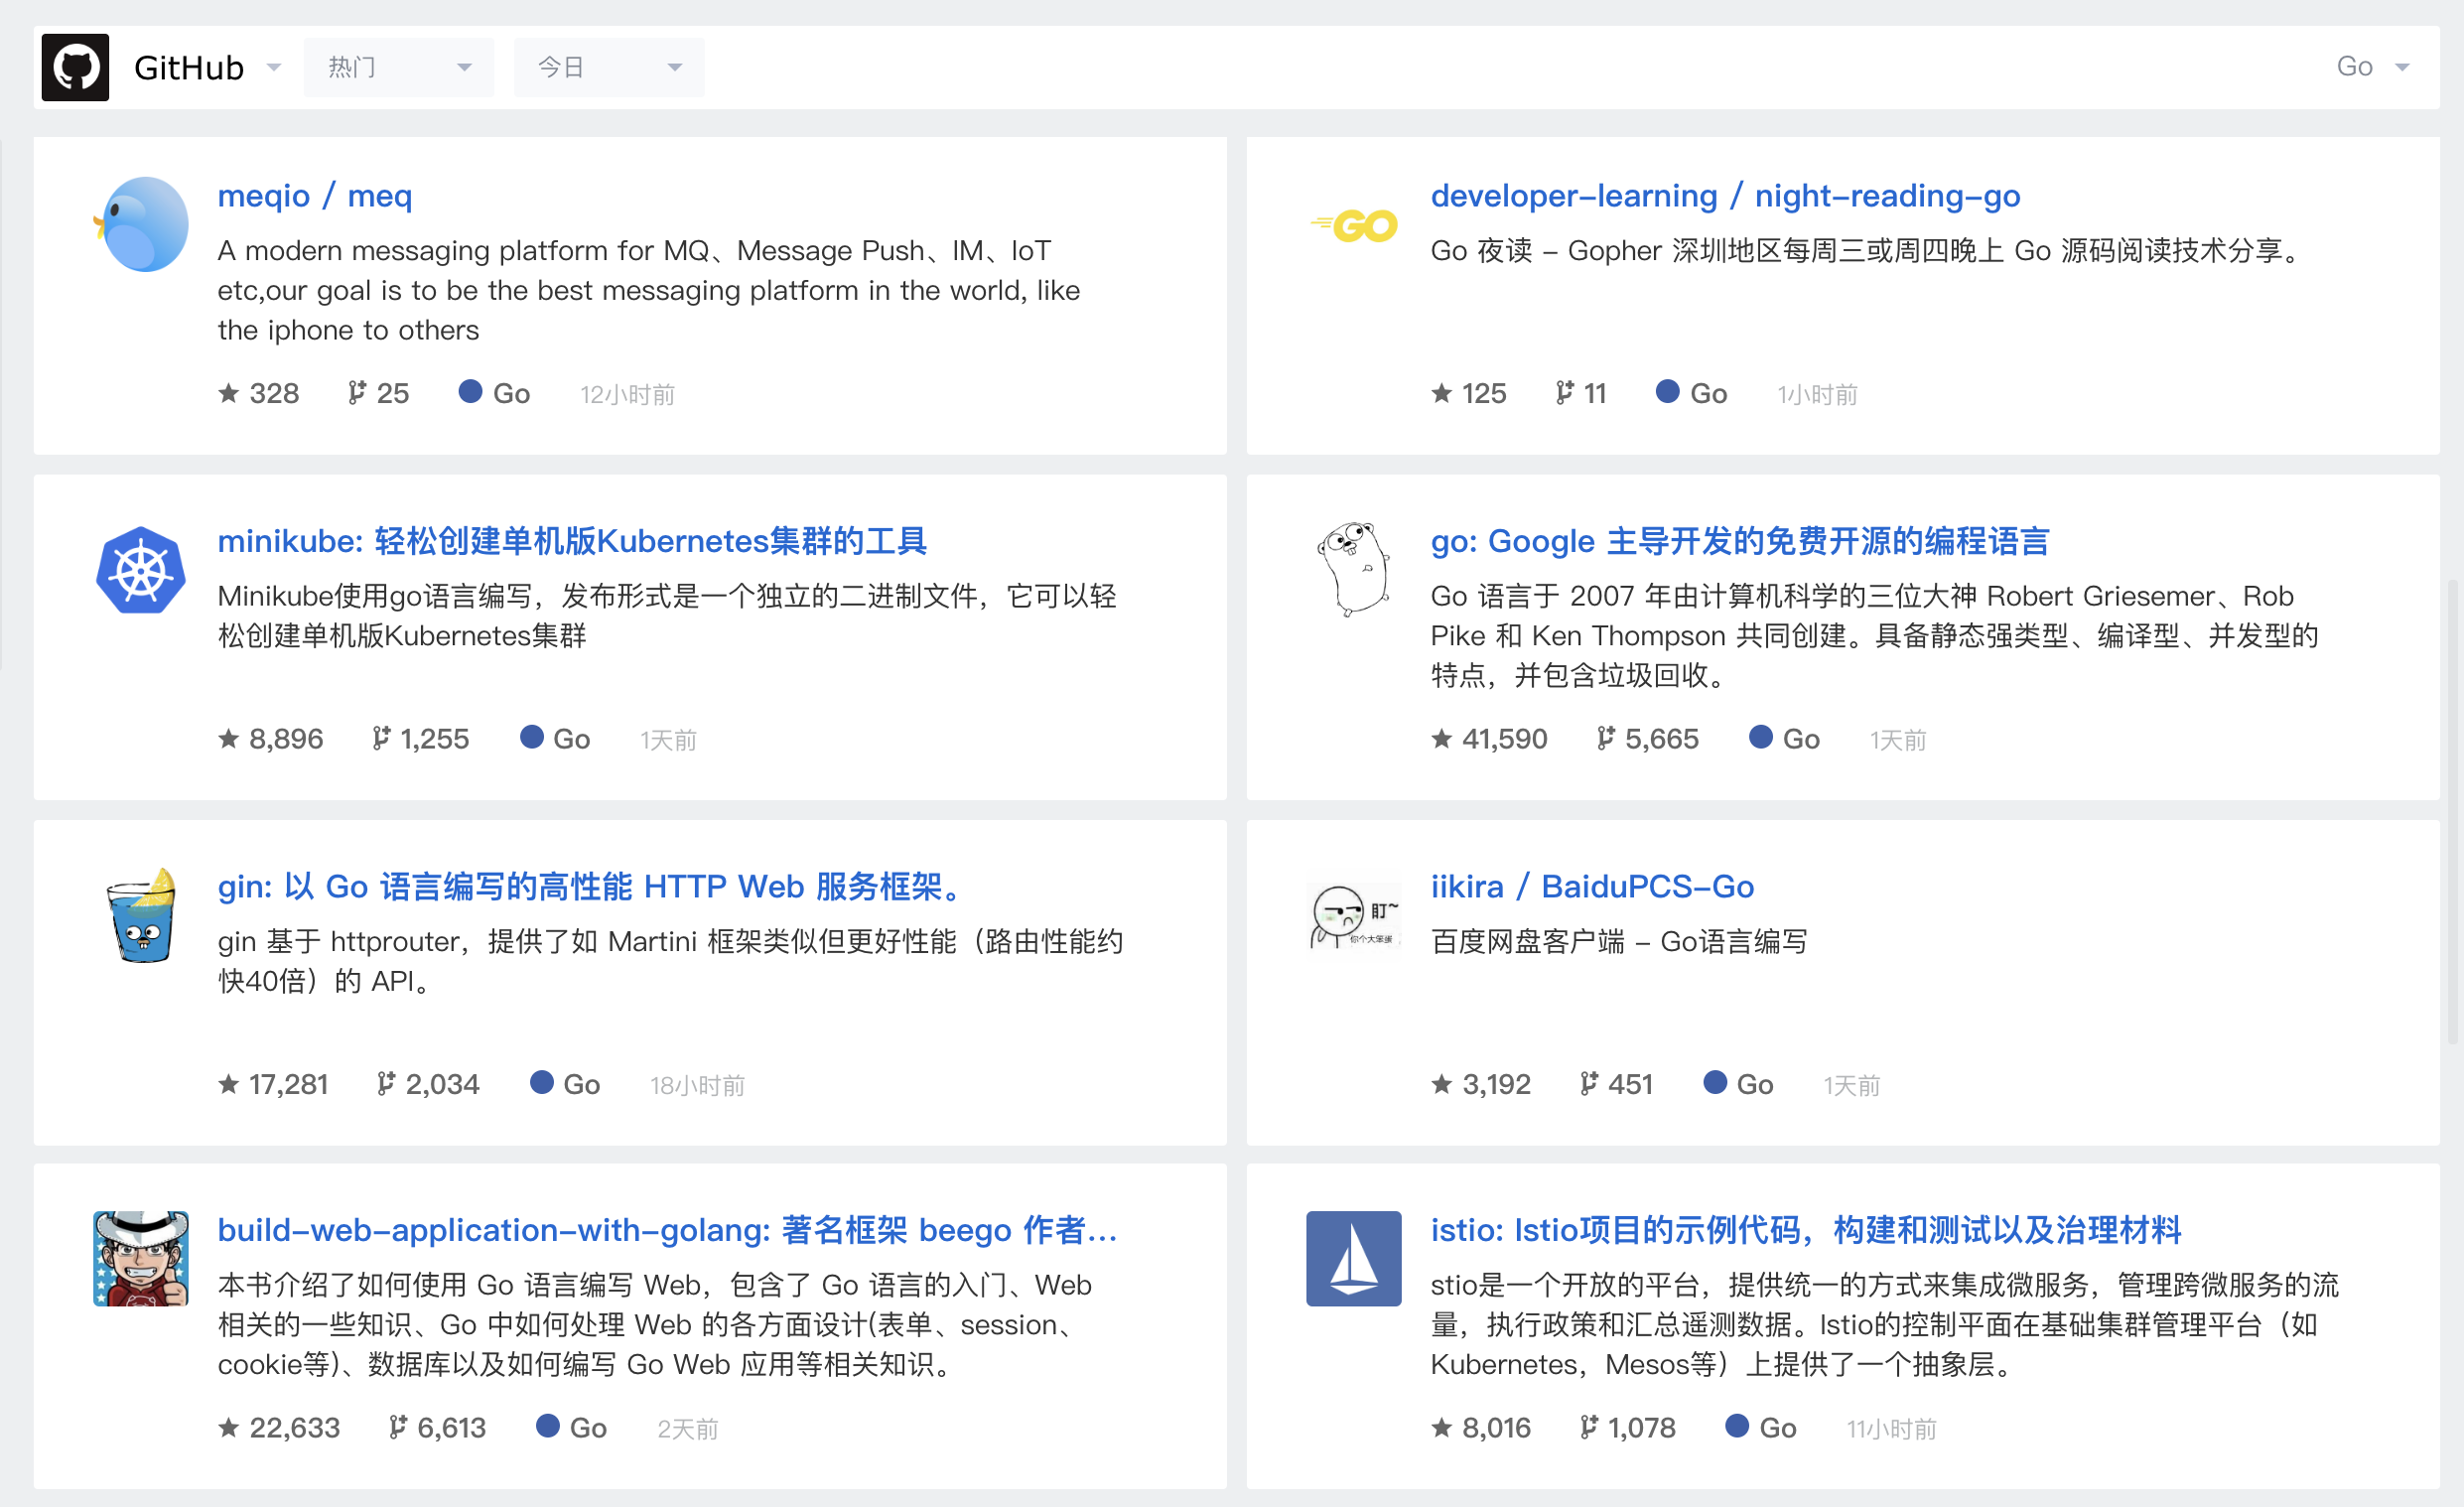 GitHub 热门 今日 Go
meqio / meq
A modern messaging platform for MQ、Message Push、IM、IoT
etc,our goal is to be the best messaging platform in the world, like
the iphone to others
328 25 Go 12小时前
GO
developer-learning / night-reading-go
Go 夜读 - Gopher 深圳地区每周三或周四晚上 Go 源码阅读技术分享。
125 11 Go 1小时前
minikube: 轻松创建单机版Kubernetes集群的工具
Minikube使用go语言编写，发布形式是一个独立的二进制文件，它可以轻
松创建单机版Kubernetes集群
8,896 1,255 Go 1天前
go: Google 主导开发的免费开源的编程语言
Go 语言于 2007 年由计算机科学的三位大神 Robert Griesemer、Rob
Pike 和 Ken Thompson 共同创建。具备静态强类型、编译型、并发型的
特点，并包含垃圾回收。
41,590 5,665 Go 1天前
gin: 以 Go 语言编写的高性能 HTTP Web 服务框架。
gin 基于 httprouter，提供了如 Martini 框架类似但更好性能（路由性能约
快40倍）的 API。
17,281 2,034 Go 18小时前
盯~
你个大笨蛋
iikira / BaiduPCS-Go
百度网盘客户端 - Go语言编写
3,192 451 Go 1天前
build-web-application-with-golang: 著名框架 beego 作者...
本书介绍了如何使用 Go 语言编写 Web，包含了 Go 语言的入门、Web
相关的一些知识、Go 中如何处理 Web 的各方面设计(表单、session、
cookie等)、数据库以及如何编写 Go Web 应用等相关知识。
22,633 6,613 Go 2天前
istio: Istio项目的示例代码，构建和测试以及治理材料
stio是一个开放的平台，提供统一的方式来集成微服务，管理跨微服务的流
量，执行政策和汇总遥测数据。Istio的控制平面在基础集群管理平台（如
Kubernetes，Mesos等）上提供了一个抽象层。
8,016 1,078 Go 11小时前